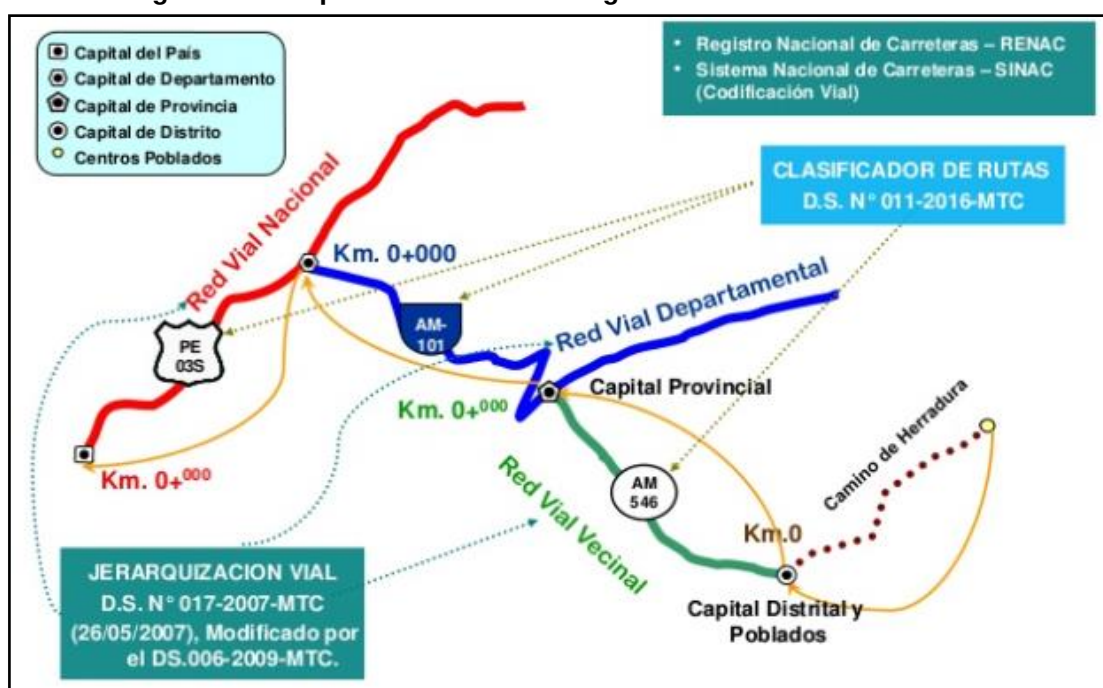 Capital del País
Capital de Departamento
Capital de Provincia
Capital de Distrito
Centros Poblados
• Registro Nacional de Carreteras – RENAC
• Sistema Nacional de Carreteras – SINAC
(Codificación Vial)
CLASIFICADOR DE RUTAS
D.S. N° 011-2016-MTC
Red Vial Nacional
Km. 0+000
AM-
101
Red Vial Departamental
PE
03S
Capital Provincial
Km. 0+000
Km. 0+000
Camino de Herradura
Red Vial Vecinal
AM
546
Km.0
JERARQUIZACION VIAL
D.S. N° 017-2007-MTC
(26/05/2007), Modificado por
el DS.006-2009-MTC.
Capital Distrital y
Poblados